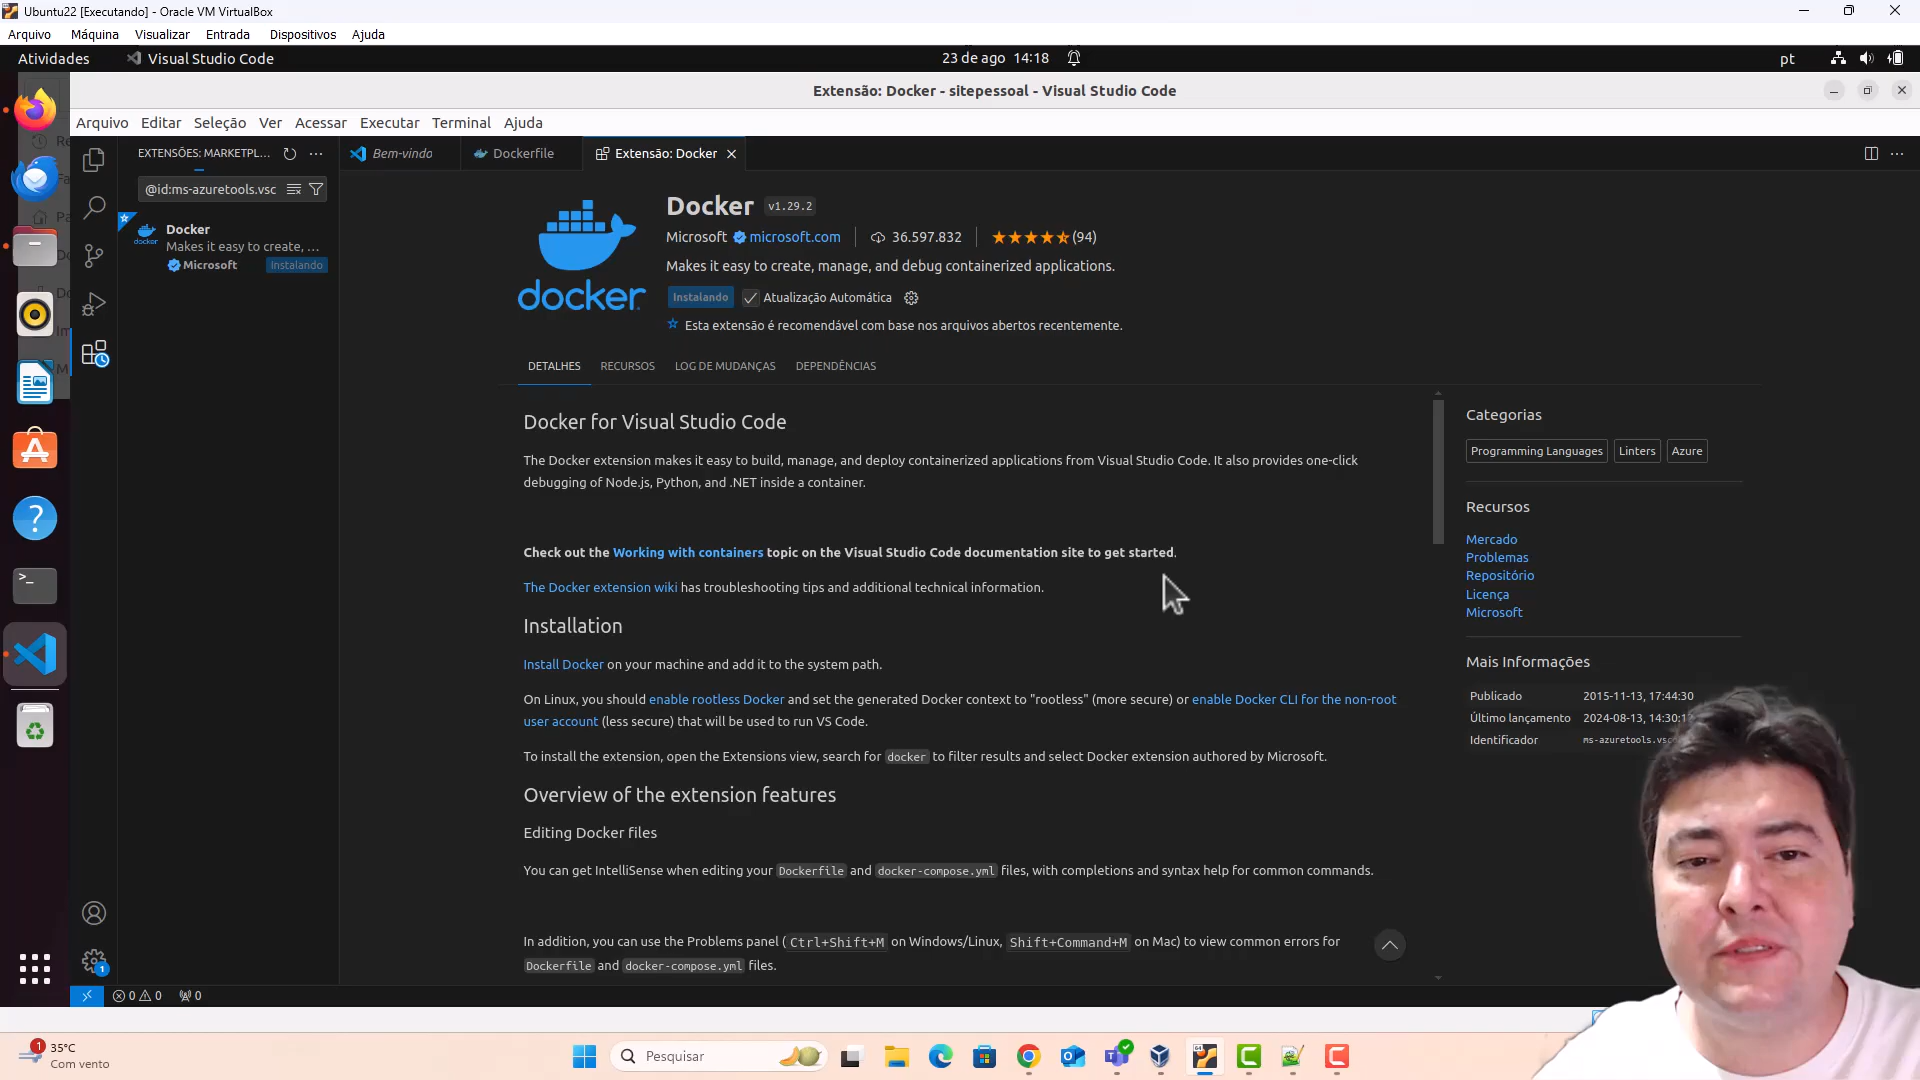 Ubuntu22 [Executando] - Oracle VM VirtualBox
Arquivo Máquina Visualizar Entrada Dispositivos Ajuda
Atividades Visual Studio Code 23 de ago 14:18 pt
Extensão: Docker - sitepessoal - Visual Studio Code
Arquivo Editar Seleção Ver Acessar Executar Terminal Ajuda
EXTENSÕES: MARKETPL...
Bem-vindo Dockerfile Extensão: Docker
@id:ms-azuretools.vsc
Docker
Makes it easy to create, ...
Microsoft Instalando
docker
docker
Docker v1.29.2
Microsoft microsoft.com 36.597.832 (94)
Makes it easy to create, manage, and debug containerized applications.
Instalando Atualização Automática
Esta extensão é recomendável com base nos arquivos abertos recentemente.
DETALHES RECURSOS LOG DE MUDANÇAS DEPENDÊNCIAS
Docker for Visual Studio Code
The Docker extension makes it easy to build, manage, and deploy containerized applications from Visual Studio Code. It also provides one-click
debugging of Node.js, Python, and .NET inside a container.
Check out the Working with containers topic on the Visual Studio Code documentation site to get started.
The Docker extension wiki has troubleshooting tips and additional technical information.
Installation
Install Docker on your machine and add it to the system path.
On Linux, you should enable rootless Docker and set the generated Docker context to "rootless" (more secure) or enable Docker CLI for the non-root
user account (less secure) that will be used to run VS Code.
To install the extension, open the Extensions view, search for docker to filter results and select Docker extension authored by Microsoft.
Overview of the extension features
Editing Docker files
You can get IntelliSense when editing your Dockerfile and docker-compose.yml files, with completions and syntax help for common commands.
In addition, you can use the Problems panel ( Ctrl+Shift+M on Windows/Linux, Shift+Command+M on Mac) to view common errors for
Dockerfile and docker-compose.yml files.
Categorias
Programming Languages Linters Azure
Recursos
Mercado
Problemas
Repositório
Licença
Microsoft
Mais Informações
Publicado 2015-11-13, 17:44:30
Último lançamento 2024-08-13, 14:30:1
Identificador ms-azuretools.vsc
1
0 0 0
1
35°C
Com vento
Pesquisar